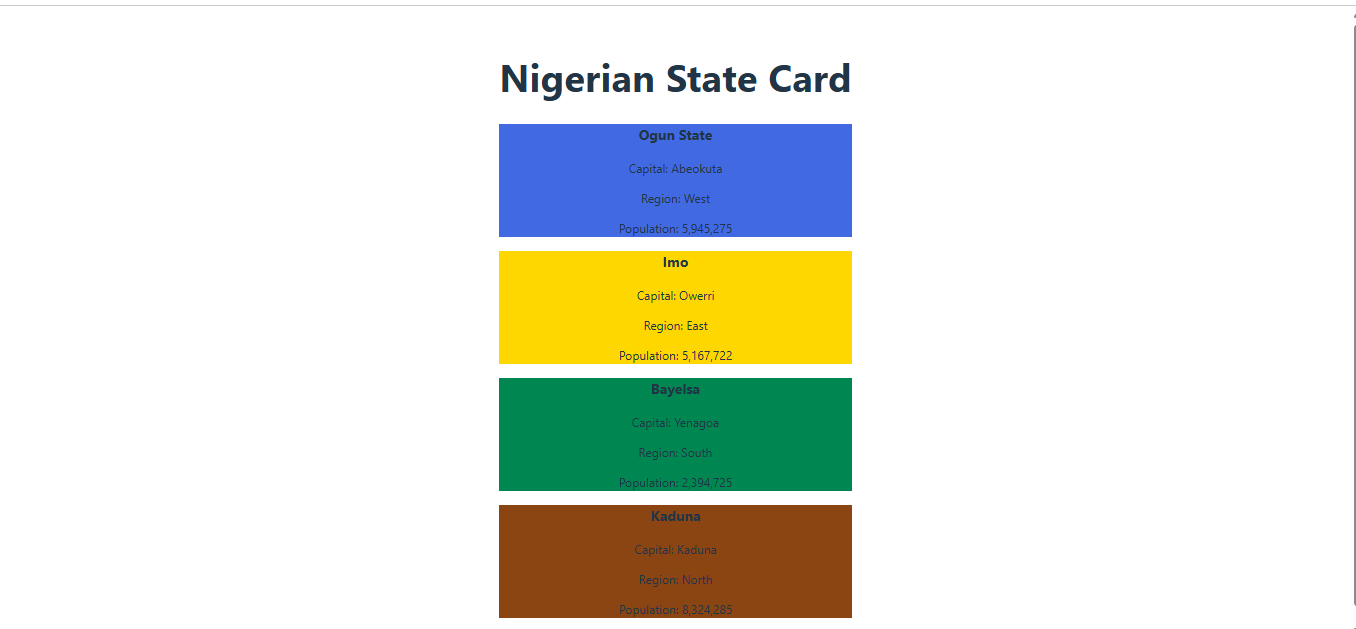 Nigerian State Card
Ogun State
Capital: Abeokuta
Region: West
Population: 5,945,275
Imo
Capital: Owerri
Region: East
Population: 5,167,722
Bayelsa
Capital: Yenagoa
Region: South
Population: 2,394,725
Kaduna
Capital: Kaduna
Region: North
Population: 8,324,285